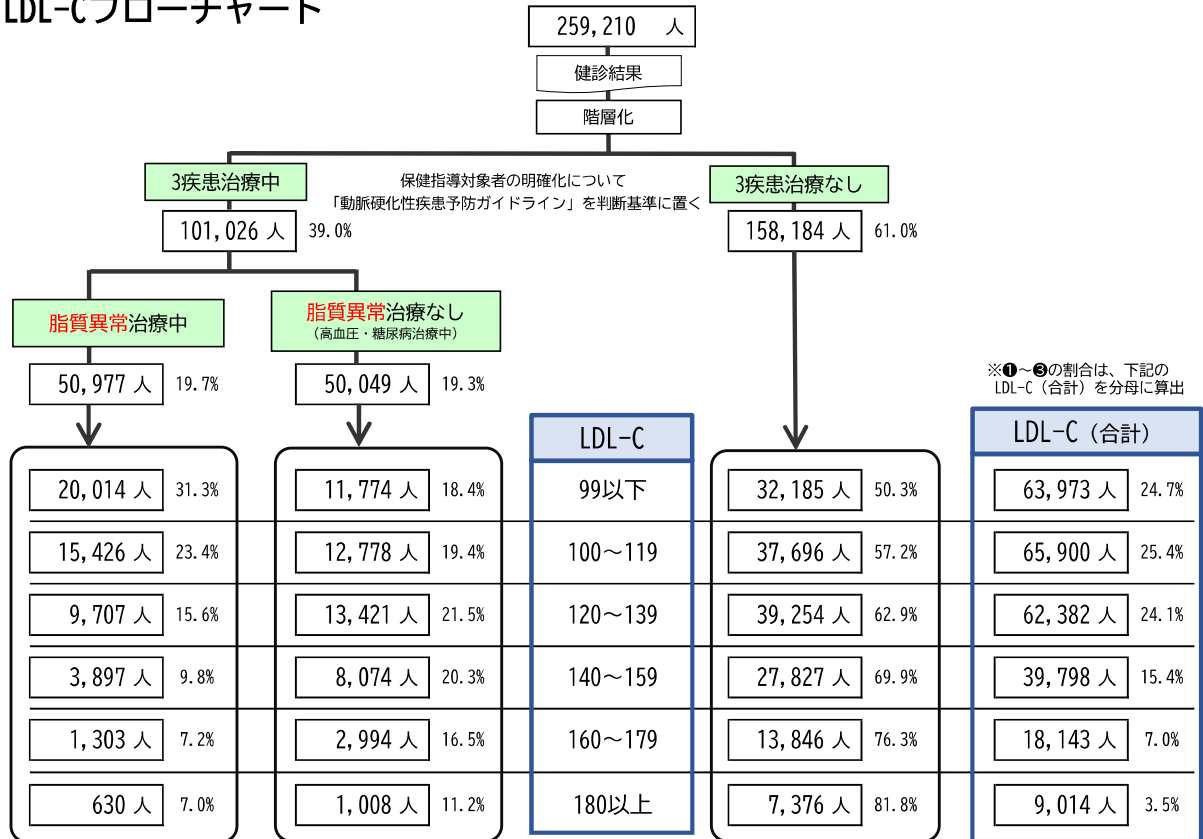 LDL-Cフローチャート
259,210 人
健診結果
階層化
3疾患治療中
保健指導対象者の明確化について
「動脈硬化性疾患予防ガイドライン」を判断基準に置く
3疾患治療なし
101,026 人 39.0%
158,184 人 61.0%
脂質異常治療中
脂質異常治療なし
(高血圧・糖尿病治療中)
50,977 人 19.7%
50,049 人 19.3%
※❶~❸の割合は、下記の
LDL-C(合計)を分母に算出
LDL-C
LDL-C(合計)
20,014 人 31.3% 11,774 人 18.4% 99以下 32,185 人 50.3% 63,973 人 24.7%
15,426 人 23.4% 12,778 人 19.4% 100~119 37,696 人 57.2% 65,900 人 25.4%
9,707 人 15.6% 13,421 人 21.5% 120~139 39,254 人 62.9% 62,382 人 24.1%
3,897 人 9.8% 8,074 人 20.3% 140~159 27,827 人 69.9% 39,798 人 15.4%
1,303 人 7.2% 2,994 人 16.5% 160~179 13,846 人 76.3% 18,143 人 7.0%
630 人 7.0% 1,008 人 11.2% 180以上 7,376 人 81.8% 9,014 人 3.5%